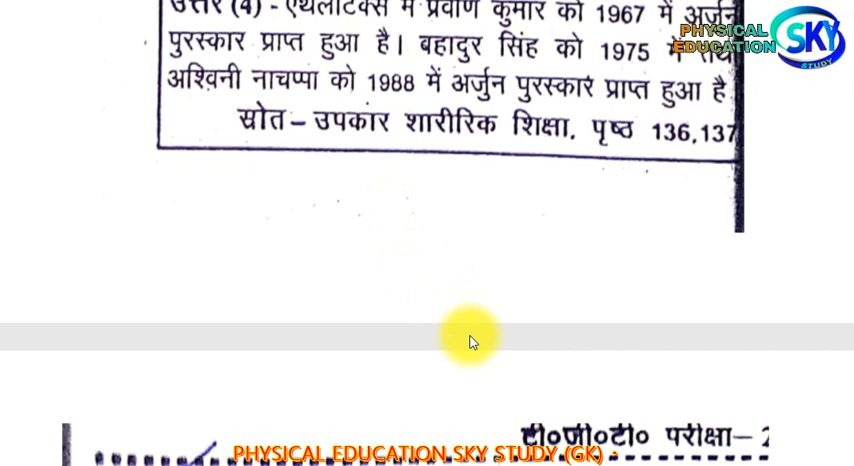 उत्तर (4) - एथलेटिक्स में प्रवीण कुमार को 1967 में अर्जुन
पुरस्कार प्राप्त हुआ है। बहादुर सिंह को 1975 में तथा
अश्विनी नाचप्पा को 1988 में अर्जुन पुरस्कार प्राप्त हुआ है
स्रोत – उपकार शारीरिक शिक्षा, पृष्ठ 136,137
PHYSICAL
EDUCATION
SKY
STUDY
टी०जी०टी० परीक्षा– 2
PHYSICAL EDUCATION SKY STUDY (GK) -